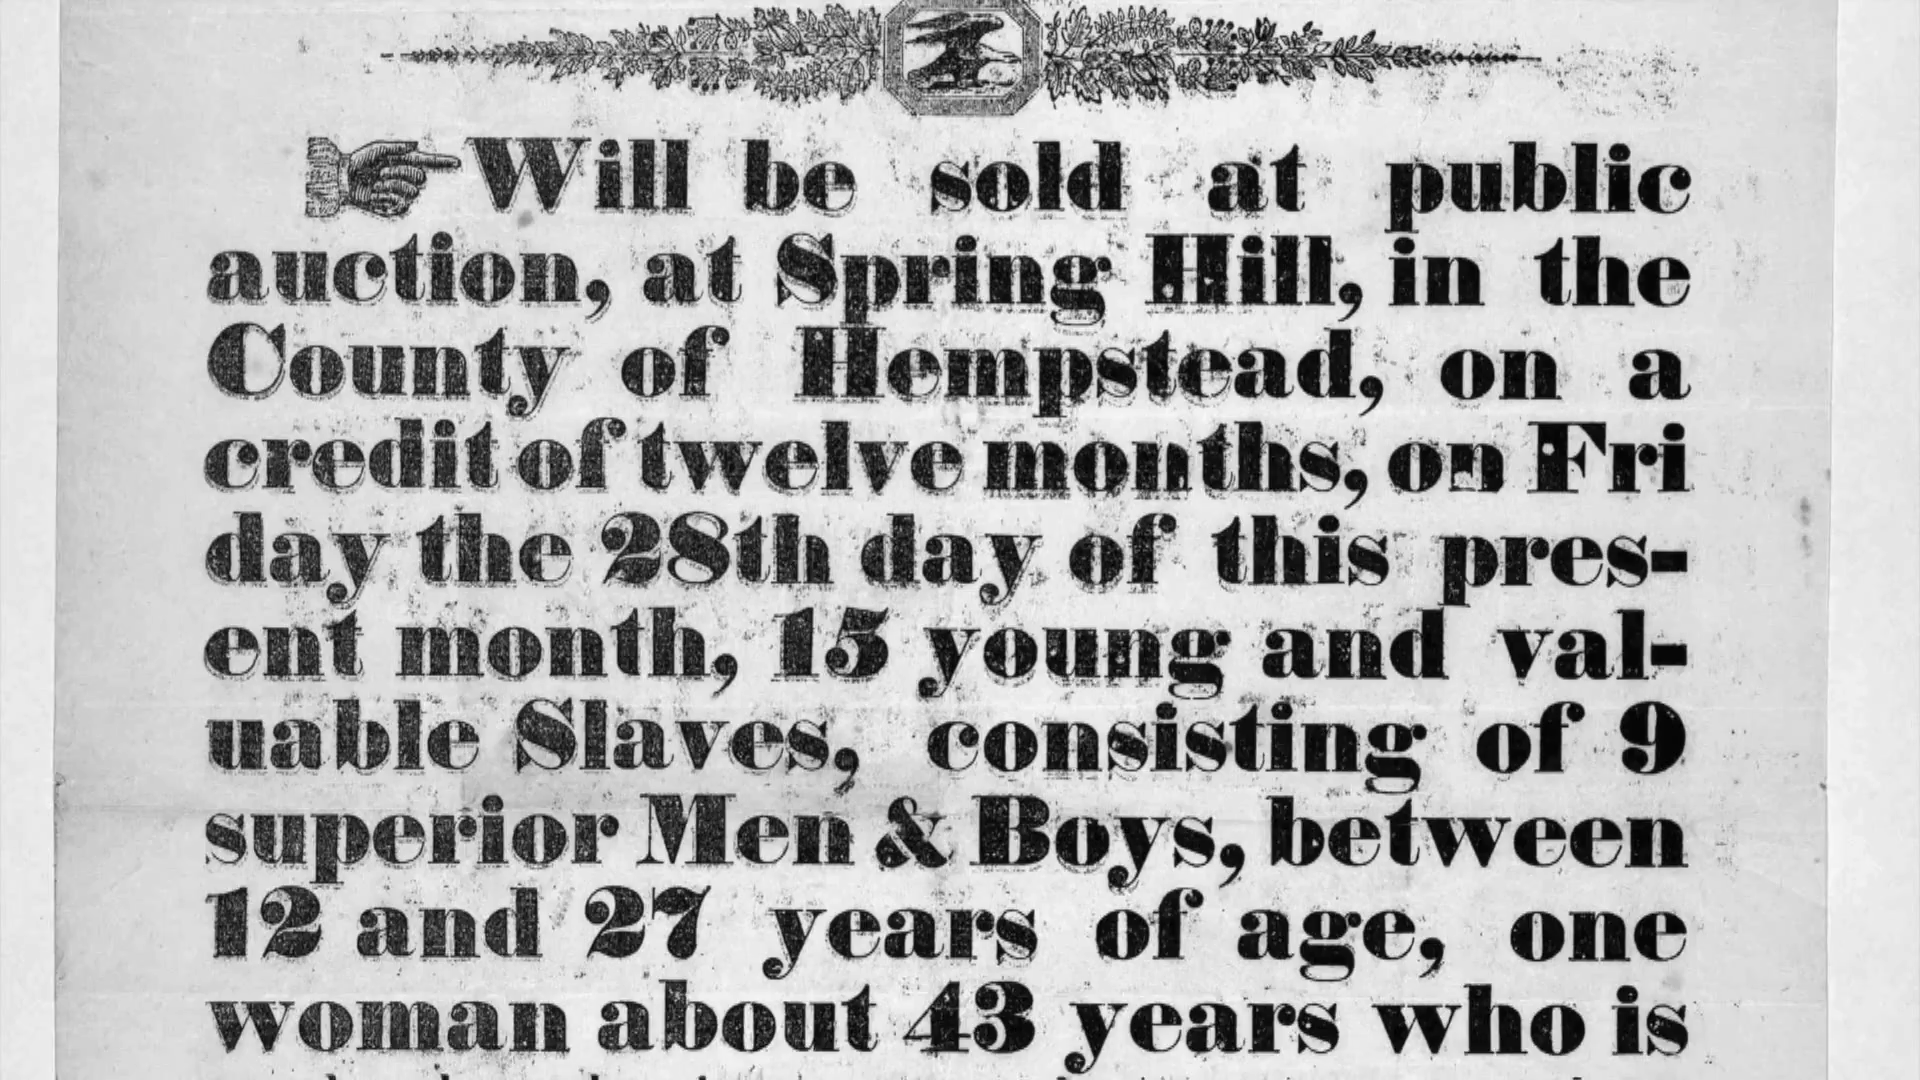 Will be sold at public
auction, at Spring Hill, in the
County of Hempstead, on a
credit of twelve months, on Fri
day the 28th day of this pres-
ent month, 15 young and val-
uable Slaves, consisting of 9
superior Men & Boys, between
12 and 27 years of age, one
woman about 43 years who is